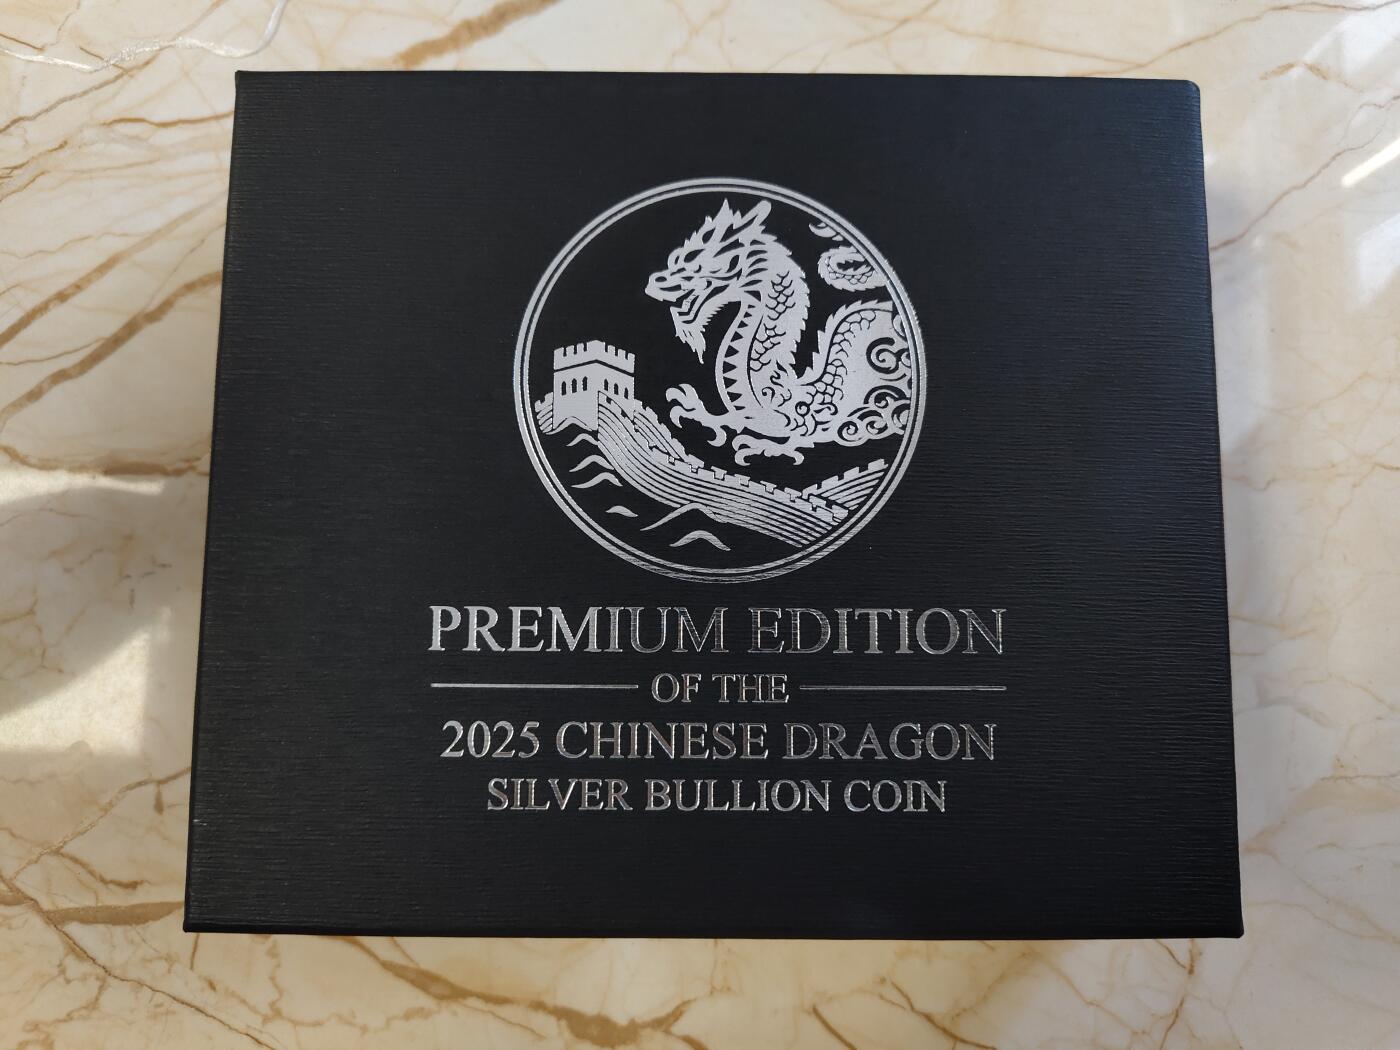 PREMIUM EDITION
OF THE
2025 CHINESE DRAGON
SILVER BULLION COIN